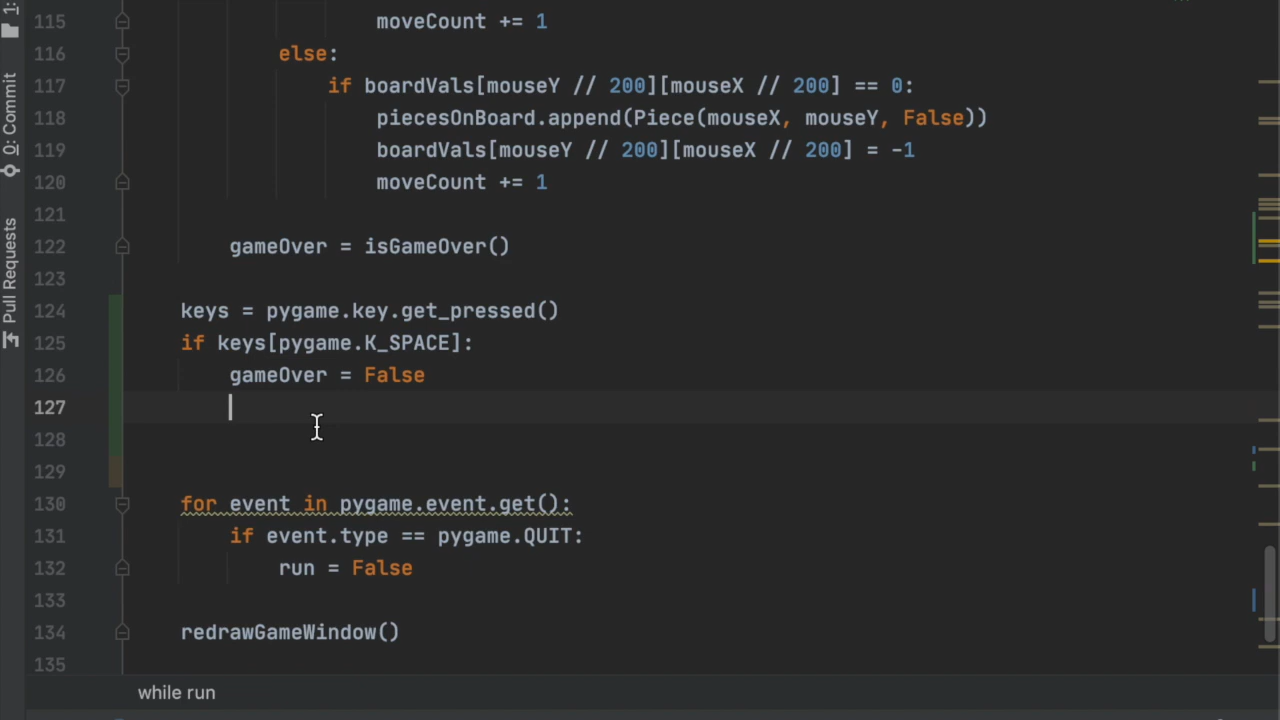 1:
0: Commit
Pull Requests
115 moveCount += 1
116 else:
117 if boardVals[mouseY // 200][mouseX // 200] == 0:
118 piecesOnBoard.append(Piece(mouseX, mouseY, False))
119 boardVals[mouseY // 200][mouseX // 200] = -1
120 moveCount += 1
121
122 gameOver = isGameOver()
123
124 keys = pygame.key.get_pressed()
125 if keys[pygame.K_SPACE]:
126 gameOver = False
127
128
129
130 for event in pygame.event.get():
131 if event.type == pygame.QUIT:
132 run = False
133
134 redrawGameWindow()
135
while run